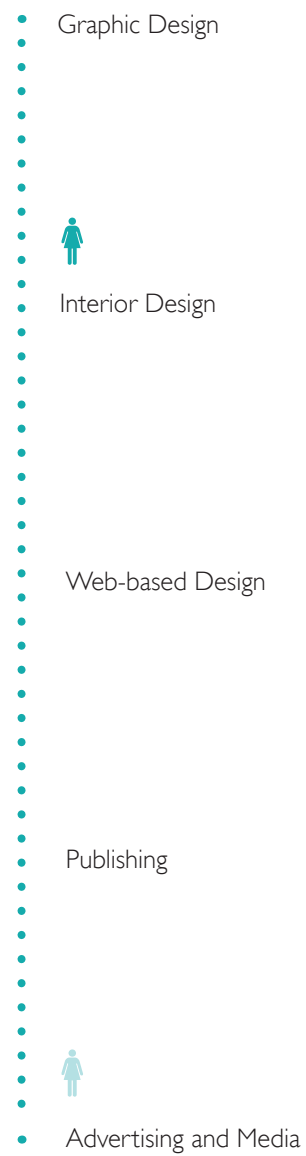 Graphic Design
Interior Design
Web-based Design
Publishing
Advertising and Media